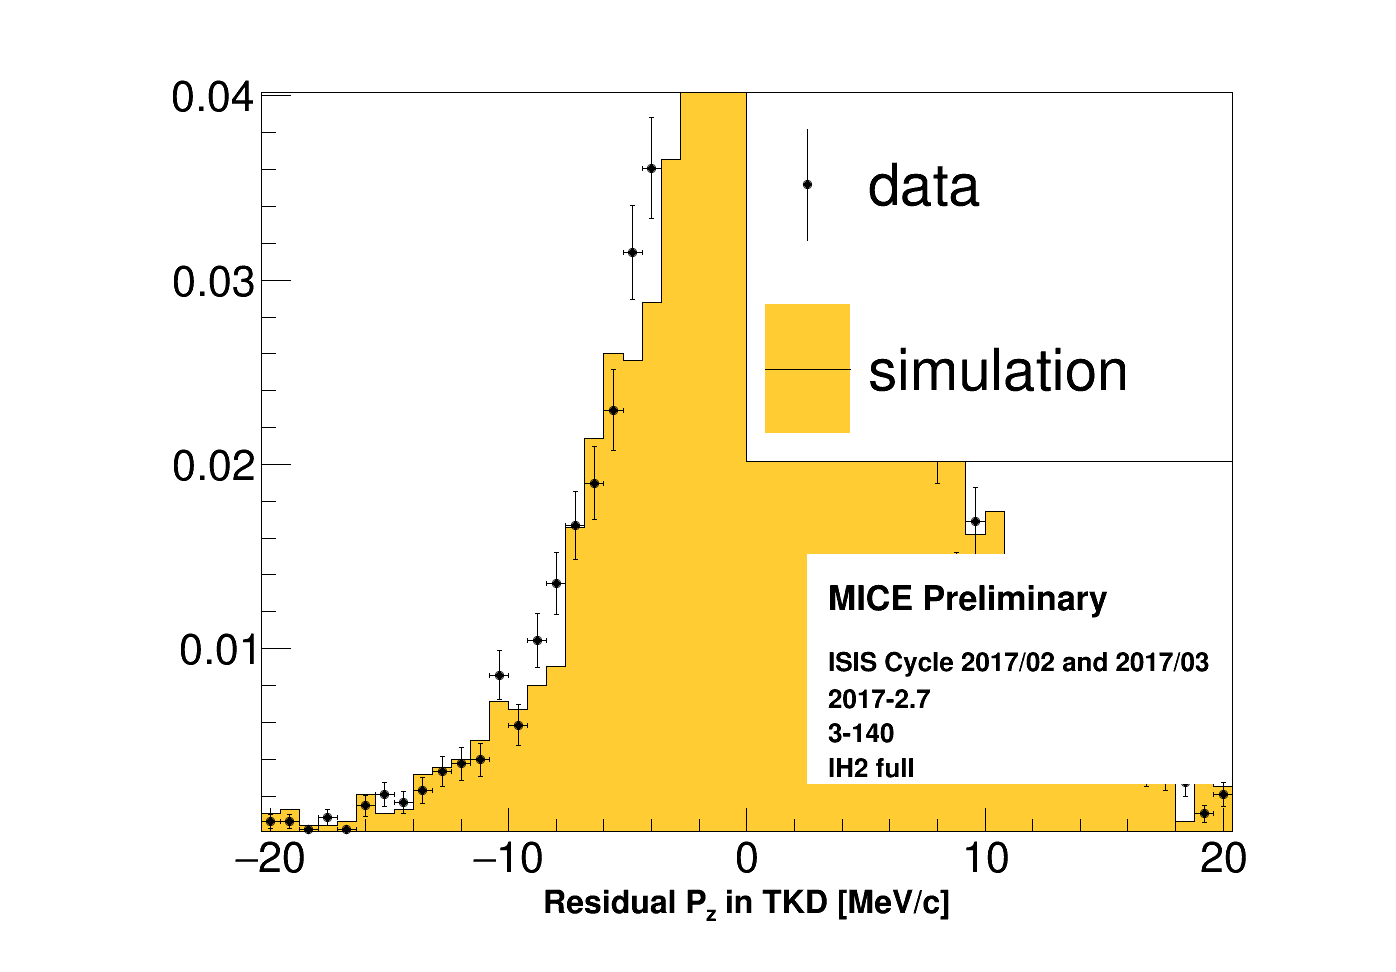 0.04
0.03
0.02
0.01
−20
−10
0
10
20
Residual Pz in TKD [MeV/c]
data
simulation
MICE Preliminary
ISIS Cycle 2017/02 and 2017/03
2017-2.7
3-140
IH2 full